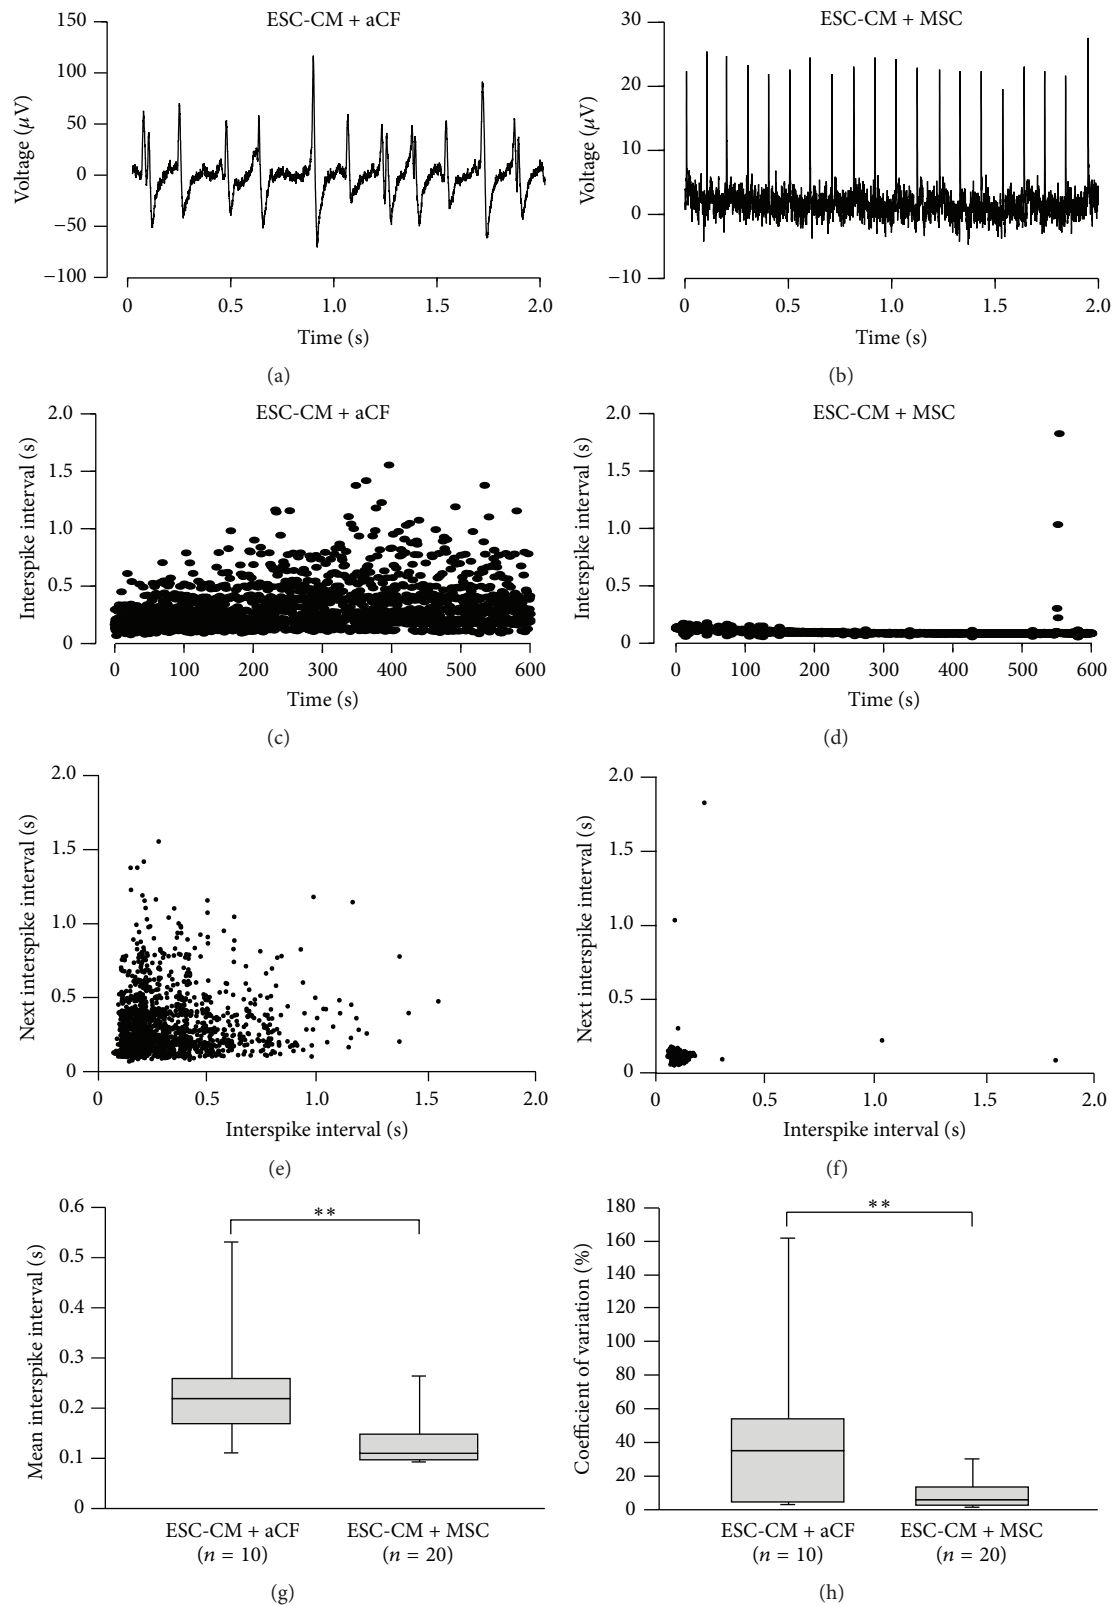 ESC-CM + aCF
Voltage (μV)
150
100
50
0
−50
−100
0 0.5 1.0 1.5 2.0
Time (s)
(a)
ESC-CM + MSC
Voltage (μV)
30
20
10
0
−10
0 0.5 1.0 1.5 2.0
Time (s)
(b)
ESC-CM + aCF
Interspike interval (s)
2.0
1.5
1.0
0.5
0
0 100 200 300 400 500 600
Time (s)
(c)
ESC-CM + MSC
Interspike interval (s)
2.0
1.5
1.0
0.5
0
0 100 200 300 400 500 600
Time (s)
(d)
Next interspike interval (s)
2.0
1.5
1.0
0.5
0
0 0.5 1.0 1.5 2.0
Interspike interval (s)
(e)
Next interspike interval (s)
2.0
1.5
1.0
0.5
0
0 0.5 1.0 1.5 2.0
Interspike interval (s)
(f)
Mean interspike interval (s)
0.6
0.5
0.4
0.3
0.2
0.1
0
**
ESC-CM + aCF ESC-CM + MSC
(n = 10) (n = 20)
(g)
Coefficient of variation (%)
180
160
140
120
100
80
60
40
20
0
**
ESC-CM + aCF ESC-CM + MSC
(n = 10) (n = 20)
(h)